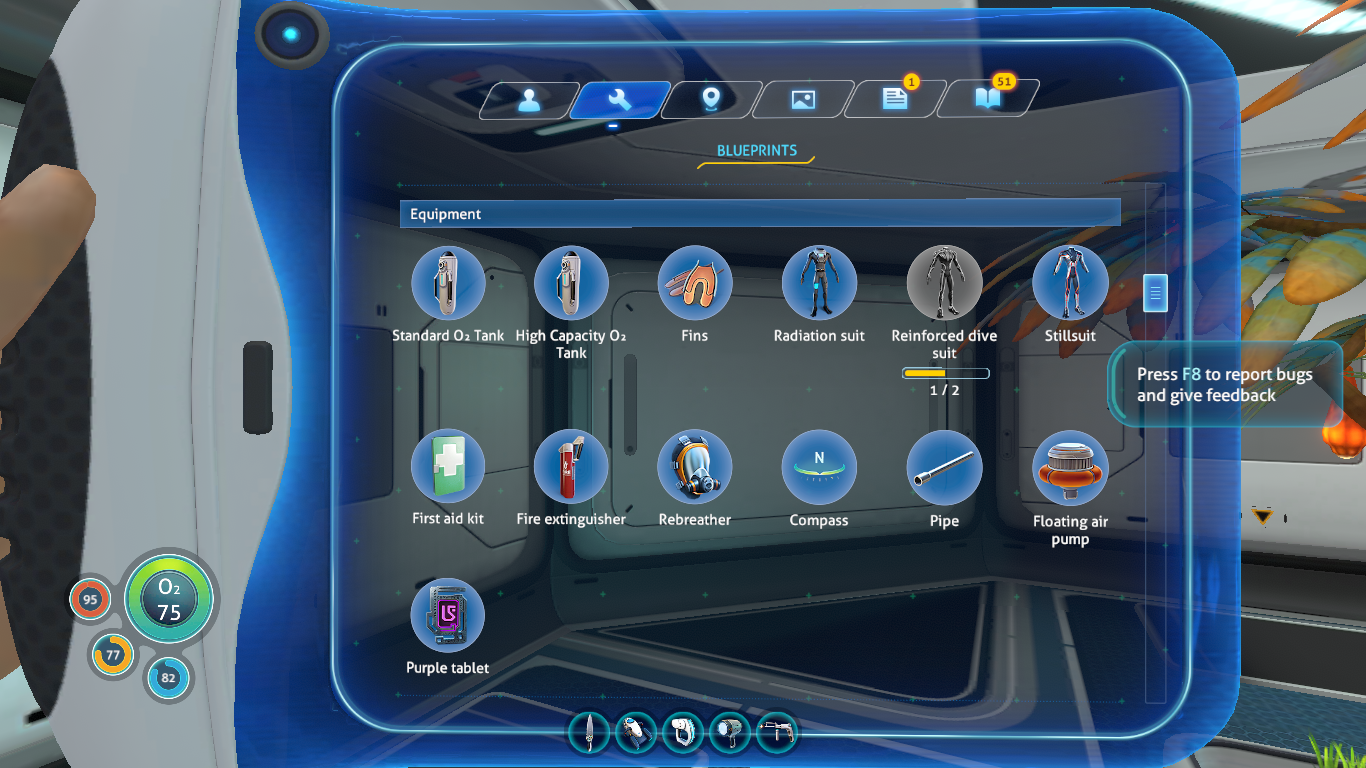 1
51
BLUEPRINTS
Equipment
Standard O₂ Tank
High Capacity O₂
Tank
Fins
Radiation suit
Reinforced dive
suit
1 / 2
Stillsuit
Press F8 to report bugs
and give feedback
First aid kit
Fire extinguisher
Rebreather
N
Compass
Pipe
Floating air
pump
Purple tablet
O₂
75
95
77
82